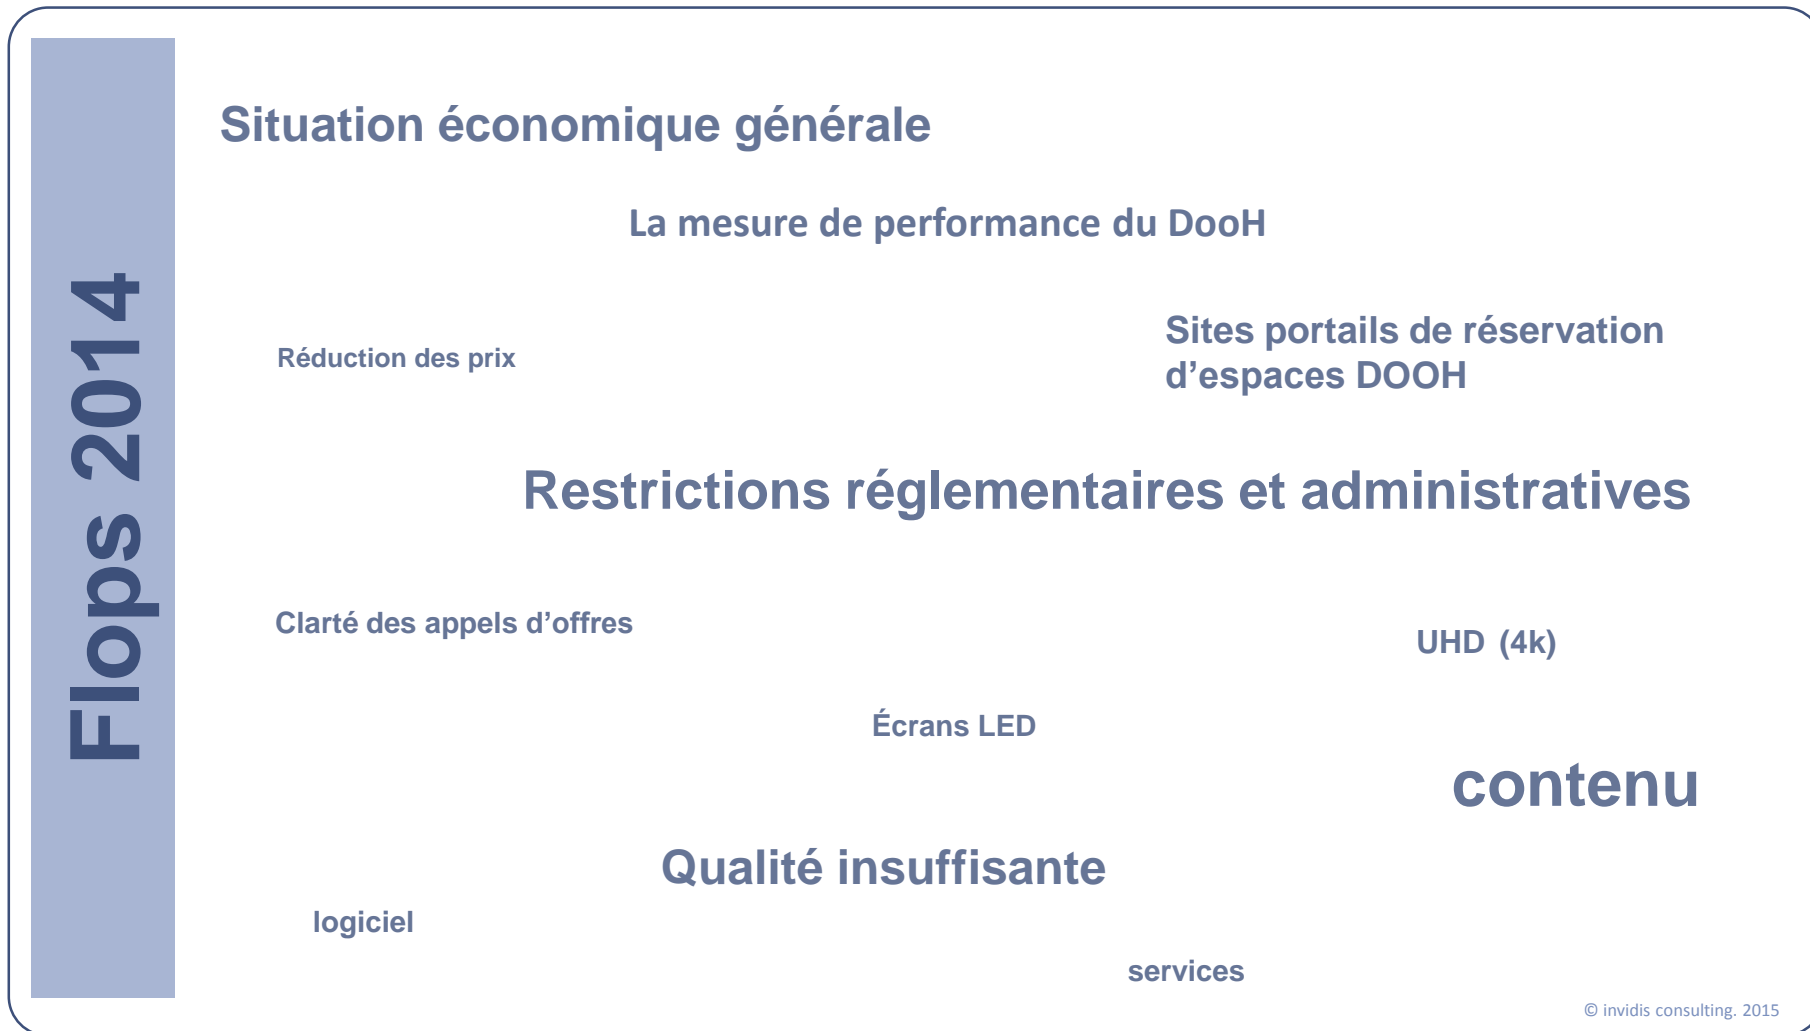 Flops 2014
Situation économique générale
La mesure de performance du DooH
Sites portails de réservation
d’espaces DOOH
Réduction des prix
Restrictions réglementaires et administratives
Clarté des appels d’offres
UHD (4k)
Écrans LED
contenu
Qualité insuffisante
logiciel
services
© invidis consulting. 2015